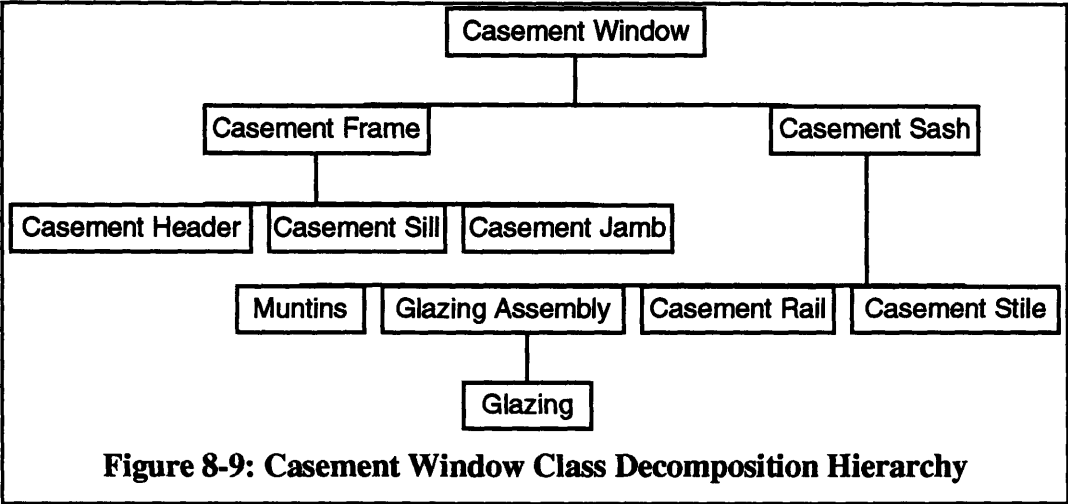 Casement Window
Casement Frame
Casement Sash
Casement Header
Casement Sill
Casement Jamb
Muntins
Glazing Assembly
Casement Rail
Casement Stile
Glazing
Figure 8-9: Casement Window Class Decomposition Hierarchy